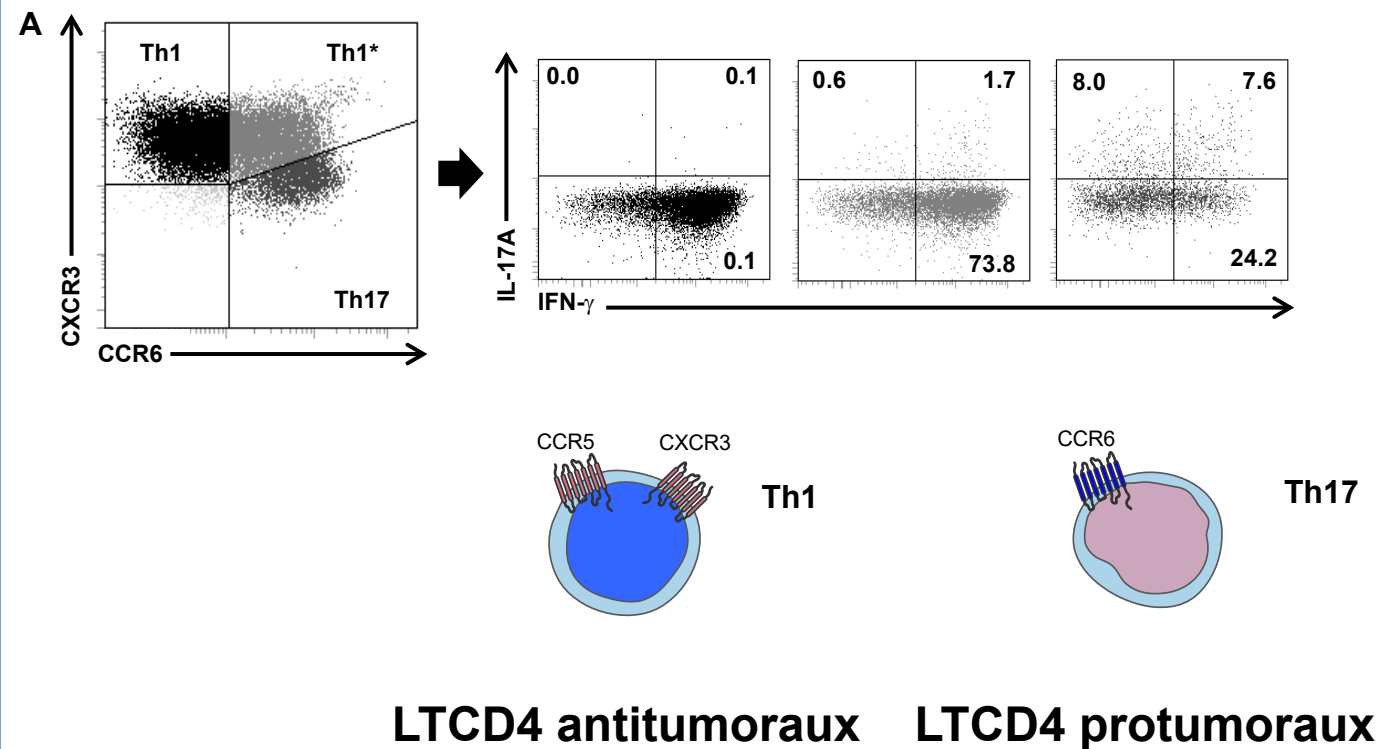 A
Th1
Th1*
Th17
CXCR3
CCR6
0.0
0.1
0.1
0.6
1.7
73.8
8.0
7.6
24.2
IL-17A
IFN-γ
CCR5
CXCR3
Th1
CCR6
Th17
LTCD4 antitumoraux
LTCD4 protumoraux